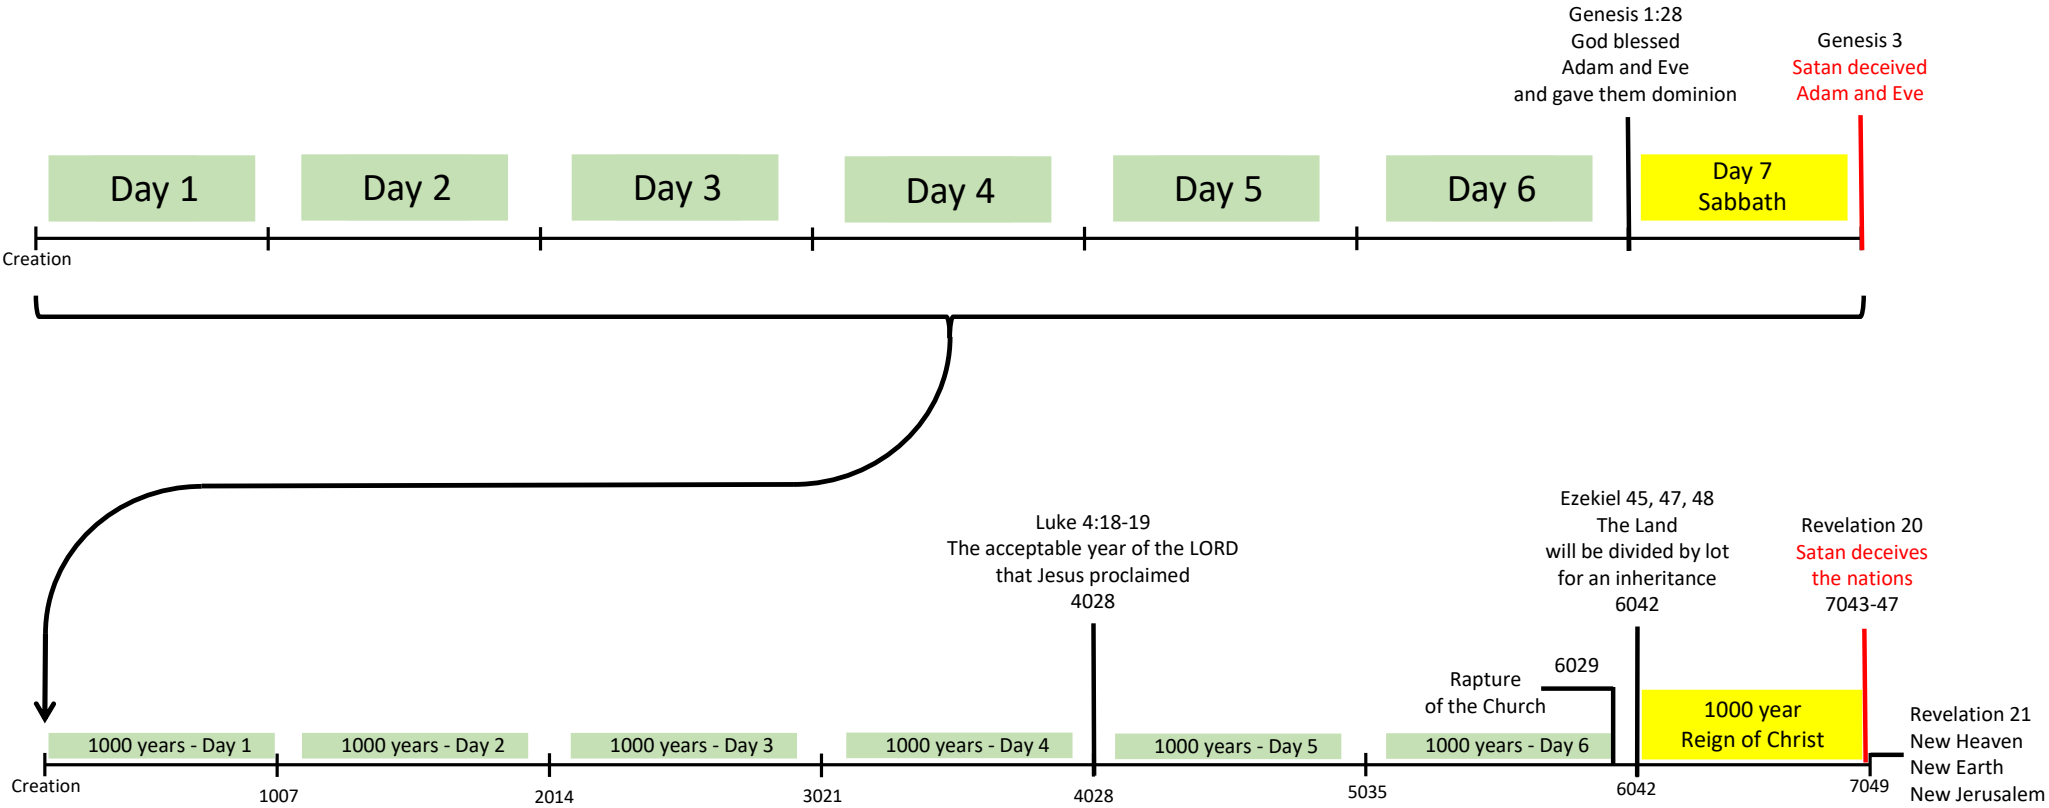 Genesis 1:28
God blessed
Adam and Eve
and gave them dominion
Genesis 3
Satan deceived
Adam and Eve
Day 1
Day 2
Day 3
Day 4
Day 5
Day 6
Day 7
Sabbath
Creation
Luke 4:18-19
The acceptable year of the LORD
that Jesus proclaimed
4028
Ezekiel 45, 47, 48
The Land
will be divided by lot
for an inheritance
6042
Revelation 20
Satan deceives
the nations
7043-47
Rapture
of the Church
6029
1000 years - Day 1
1000 years - Day 2
1000 years - Day 3
1000 years - Day 4
1000 years - Day 5
1000 years - Day 6
1000 year
Reign of Christ
Revelation 21
New Heaven
New Earth
New Jerusalem
Creation
1007
2014
3021
4028
5035
6042
7049